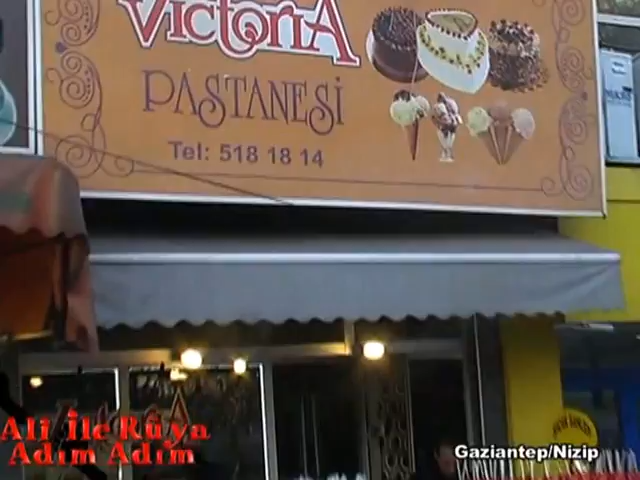 VictoriA
PASTANESİ
Tel: 518 18 14
Ali İle Rüya
Adım Adım
Gaziantep/Nizip